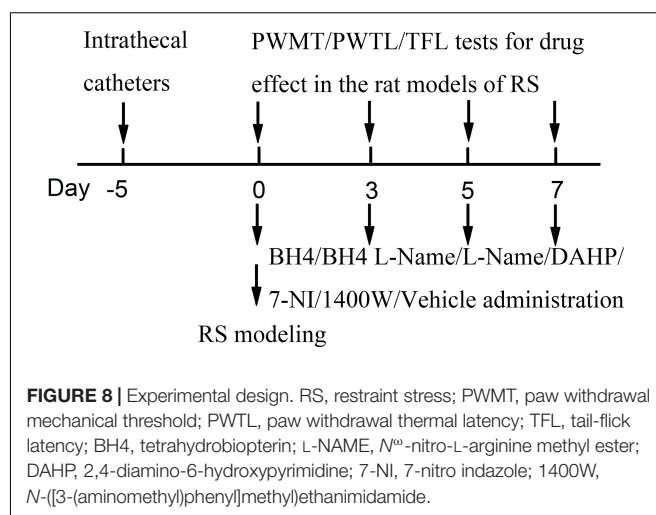 Intrathecal
catheters
PWMT/PWTL/TFL tests for drug
effect in the rat models of RS
Day -5 0 3 5 7
BH4/BH4 L-Name/L-Name/DAHP/
7-NI/1400W/Vehicle administration
RS modeling
FIGURE 8 | Experimental design. RS, restraint stress; PWMT, paw withdrawal
mechanical threshold; PWTL, paw withdrawal thermal latency; TFL, tail-flick
latency; BH4, tetrahydrobiopterin; L-NAME, Nω-nitro-L-arginine methyl ester;
DAHP, 2,4-diamino-6-hydroxypyrimidine; 7-NI, 7-nitro indazole; 1400W,
N-([3-(aminomethyl)phenyl]methyl)ethanimidamide.